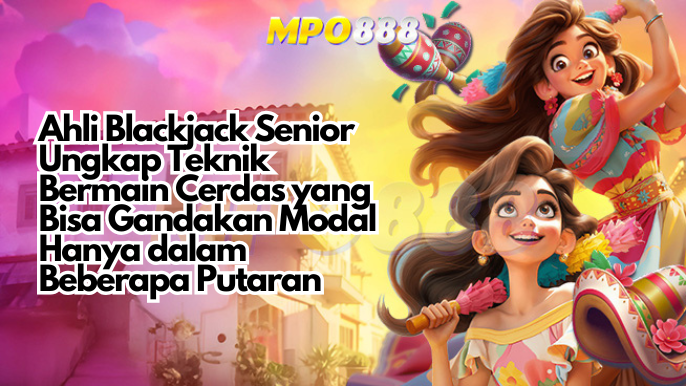 MPO888
Ahli Blackjack Senior
Ungkap Teknik
Bermain Cerdas yang
Bisa Gandakan Modal
Hanya dalam
Beberapa Putaran